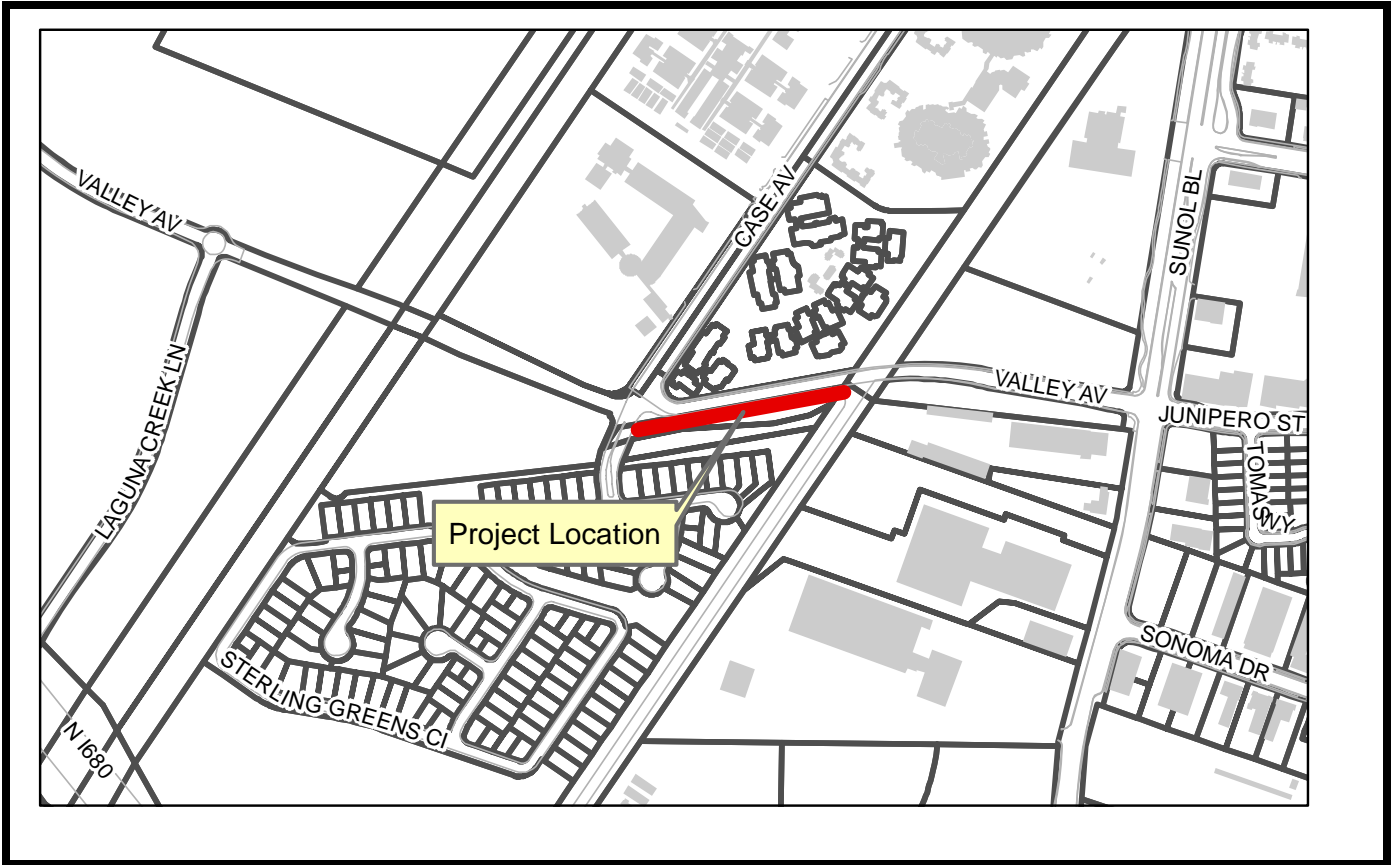 VALLEY AV
CASE AV
SUNOL BL
LAGUNA CREEK LN
VALLEY AV
JUNIPERO ST
TOMAS WY
Project Location
SONOMA DR
STERLING GREENS CI
N I680